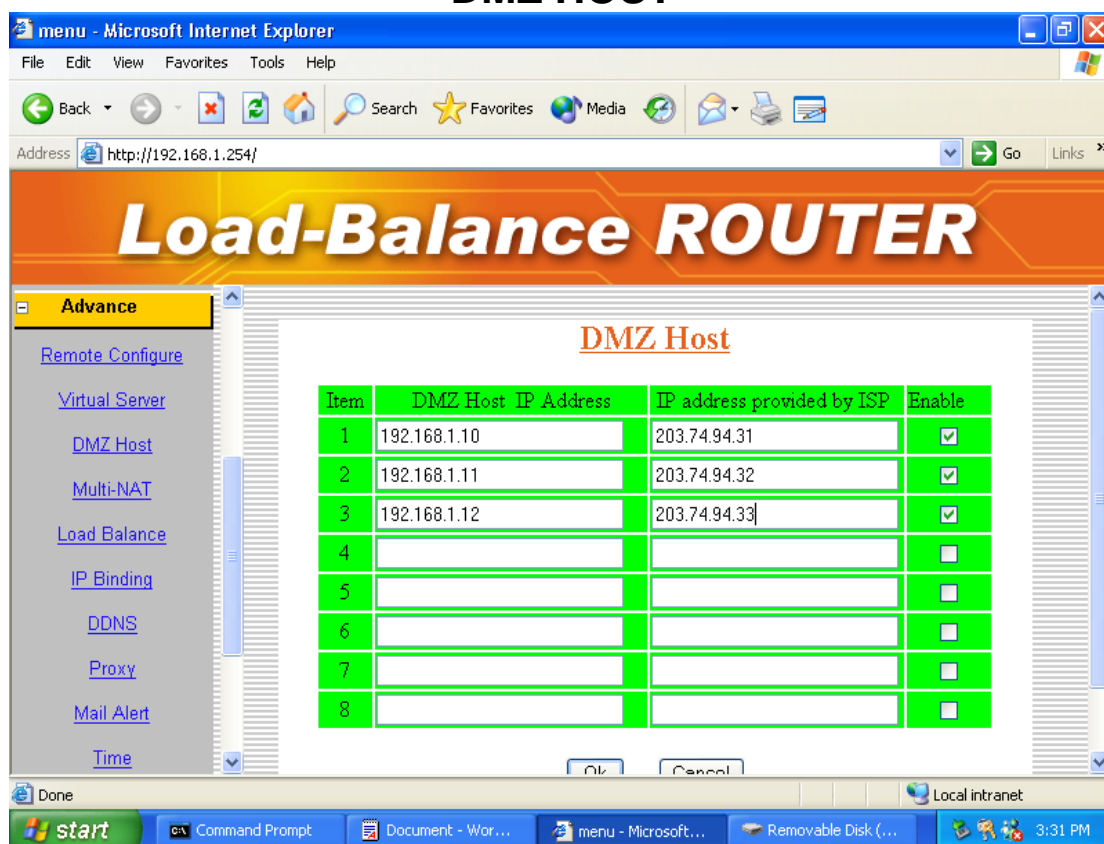 DMZ HOST
menu - Microsoft Internet Explorer
File Edit View Favorites Tools Help
Back Search Favorites Media
Address http://192.168.1.254/ Go Links »
Load-Balance ROUTER
Advance
Remote Configure
Virtual Server
DMZ Host
Multi-NAT
Load Balance
IP Binding
DDNS
Proxy
Mail Alert
Time
DMZ Host
Item DMZ Host IP Address IP address provided by ISP Enable
1 192.168.1.10 203.74.94.31
2 192.168.1.11 203.74.94.32
3 192.168.1.12 203.74.94.33
4
5
6
7
8
Ok Cancel
Done Local intranet
start Command Prompt Document - Wor... menu - Microsoft... Removable Disk (... 3:31 PM